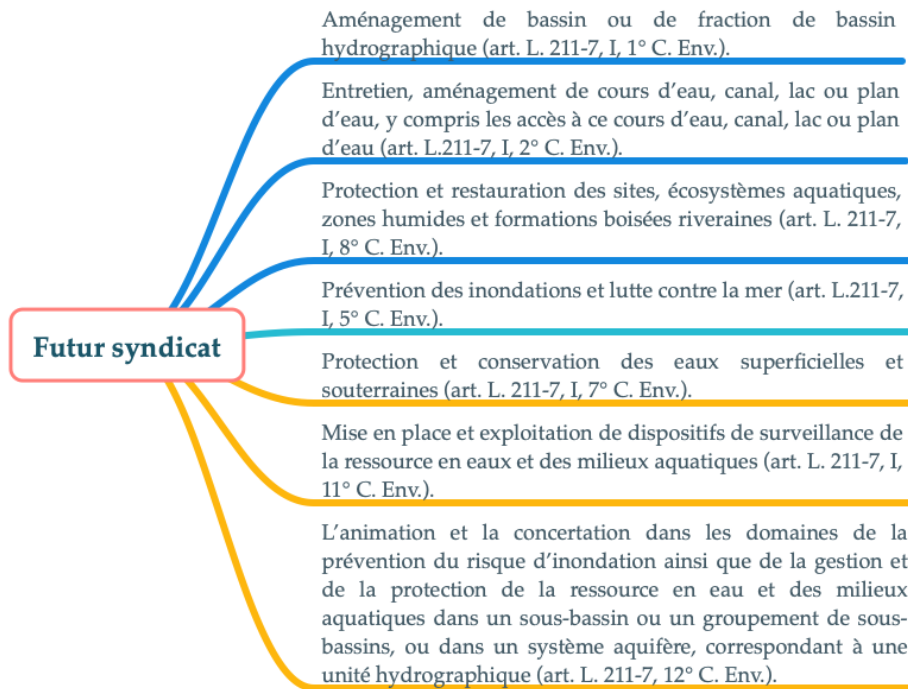 Aménagement de bassin ou de fraction de bassin
hydrographique (art. L. 211-7, I, 1° C. Env.).
Entretien, aménagement de cours d’eau, canal, lac ou plan
d’eau, y compris les accès à ce cours d’eau, canal, lac ou plan
d’eau (art. L.211-7, I, 2° C. Env.).
Protection et restauration des sites, écosystèmes aquatiques,
zones humides et formations boisées riveraines (art. L. 211-7,
I, 8° C. Env.).
Prévention des inondations et lutte contre la mer (art. L.211-7,
I, 5° C. Env.).
Futur syndicat
Protection et conservation des eaux superficielles et
souterraines (art. L. 211-7, I, 7° C. Env.).
Mise en place et exploitation de dispositifs de surveillance de
la ressource en eaux et des milieux aquatiques (art. L. 211-7, I,
11° C. Env.).
L’animation et la concertation dans les domaines de la
prévention du risque d’inondation ainsi que de la gestion et
de la protection de la ressource en eau et des milieux
aquatiques dans un sous-bassin ou un groupement de sous-
bassins, ou dans un système aquifère, correspondant à une
unité hydrographique (art. L. 211-7, 12° C. Env.).